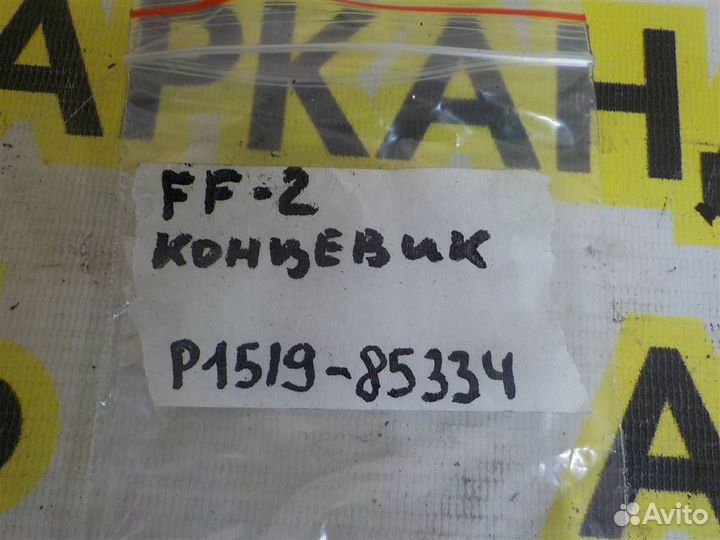 АРКАН
FF-2
КОНЦЕВИК
P1519-85334
А
Avito